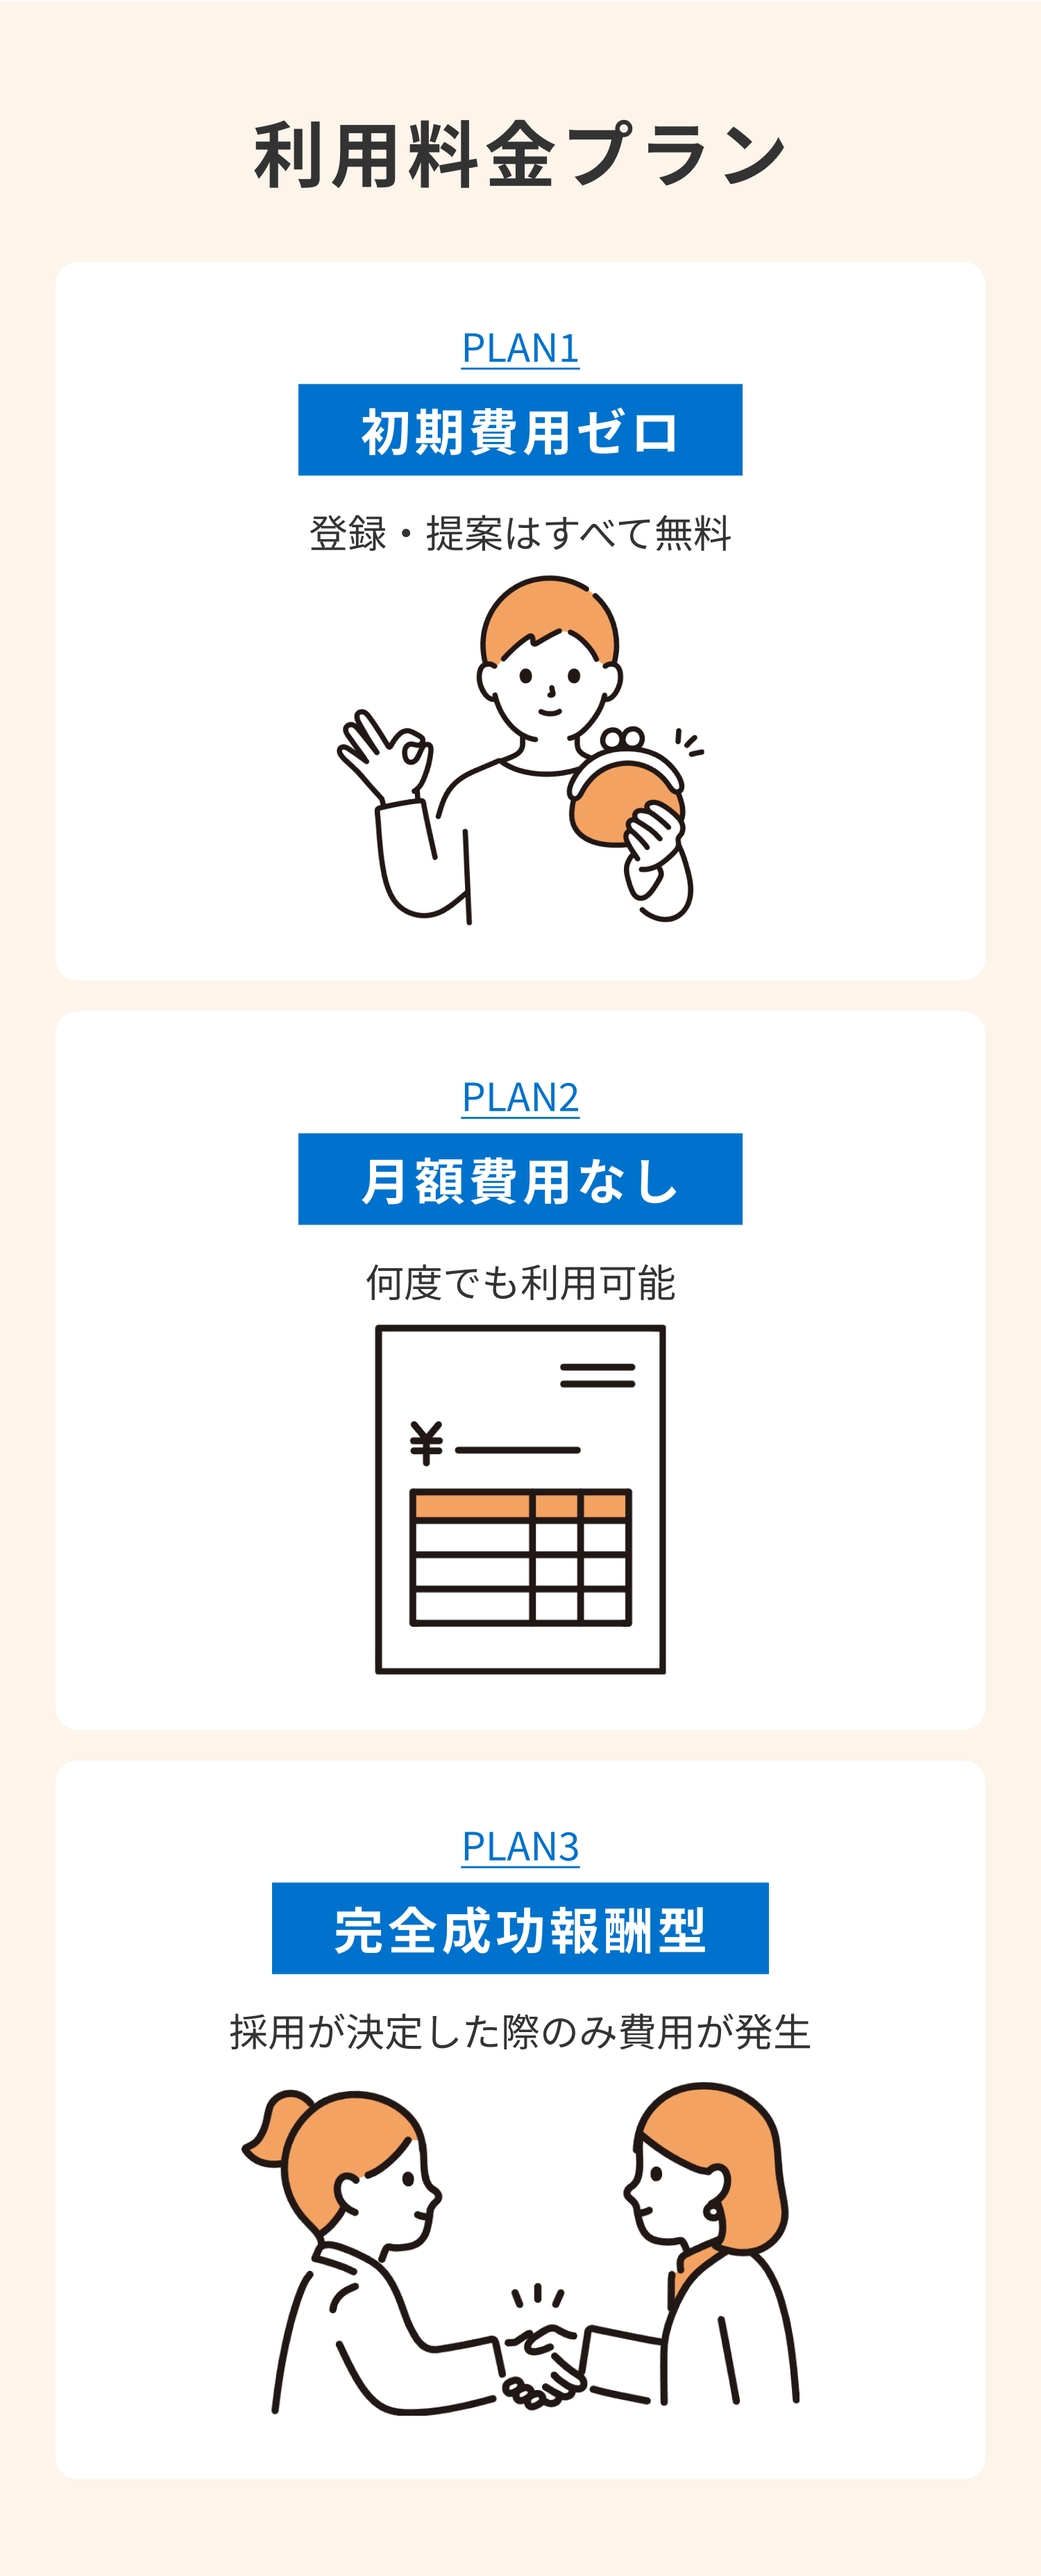 利用料金プラン
PLAN1
初期費用ゼロ
登録・提案はすべて無料
PLAN2
月額費用なし
何度でも利用可能
¥
PLAN3
完全成功報酬型
採用が決定した際のみ費用が発生